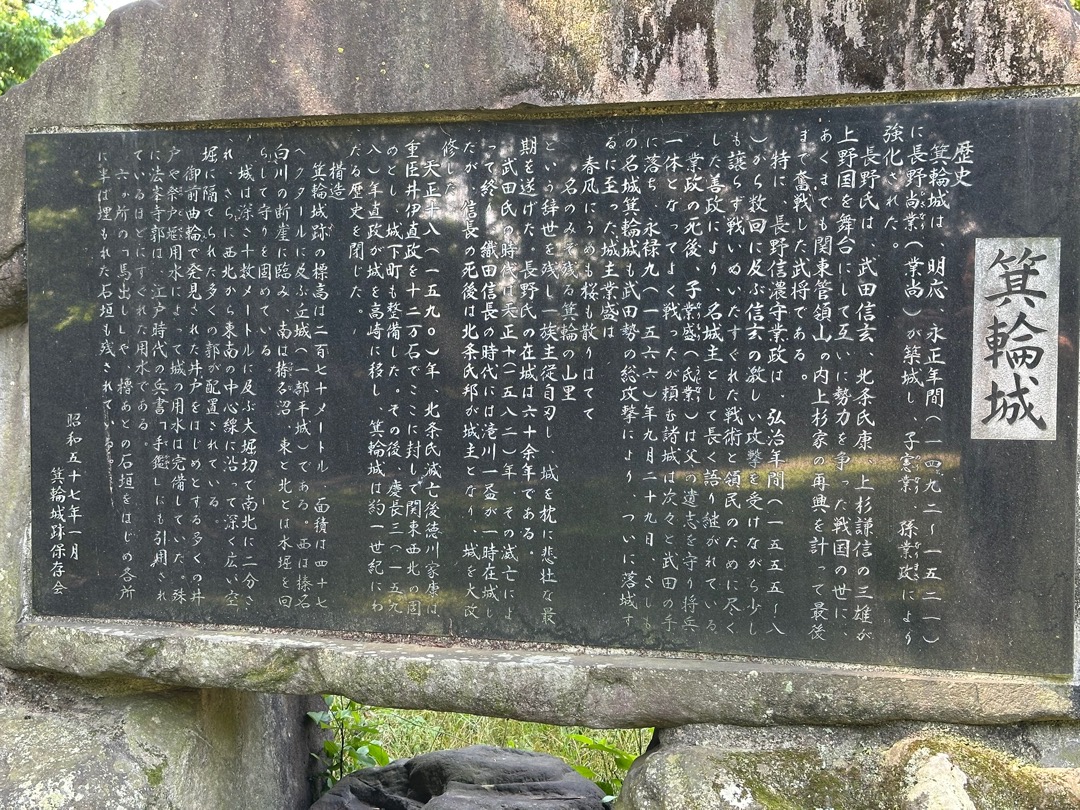 箕輪城
歴史
箕輪城は、明応、永正年間(一四九二〜一五二一)
に長野尚業(業尚)が築城し、子憲業、孫業政により
強化された。
長野氏は、武田信玄、北条氏康、上杉謙信の三雄が
上野国を舞台にして互いに勢力を争った戦国の世に、
あくまでも関東管領山の内上杉家の再興を計って最後
まで奮戦した武将である。
特に、長野信濃守業政は、弘治年間(一五五五〜八
)から数回に及ぶ信玄の激しい攻撃を受けながら少し
も譲らず戦いぬいたすぐれた戦術と領民のために尽く
した善政により、名城主として長く語り継がれている
業政の死後、子業盛(氏業)は父の遺志を守り将兵
一体となってよく戦ったが頼む諸城は次々と武田の手
に落ち、永禄九(一五六六)年九月二十九日、さしも
の名城箕輪城も武田勢の総攻撃により、ついに落城す
るに至った城主業盛は
春風にうめも桜も散りはてて
名のみぞ残る箕輪の山里
という辞世を残し一族主従自刃し、城を枕に悲壮な最
期を遂げた。長野氏の在城は六十余年である。
武田氏の時代は天正十(一五八二)年、その滅亡によ
って終り、織田信長の時代には滝川一益が一時在城し
たが、信長の死後は北条氏邦が城主となり、城を大改
修した。
天正十八(一五九〇)年、北条氏滅亡後徳川家康は
重臣井伊直政を十二万石でここに封して関東西北の固
めとし、城下町も整備した。その後、慶長三(一五九
八)年直政が城を高崎に移し、箕輪城は約一世紀にわ
たる歴史を閉じた。
構造
箕輪城跡の標高は二百七十メートル、面積は四十七
ヘクタールに及ぶ丘城(一部平城)である。西は榛名
白川の断崖に臨み、南は椿名沼、東と北とは水堀を回
らして守りを固めている。
城は深さ十数メートルに及ぶ大堀切で南北に二分さ
れ、さらに西北から東南の中心線に沿って深く広い空
堀に隔てられた多くの郭が配置されている。
御前曲輪で発見された井戸をはじめとする多くの井
戸や祭戸堰用水によって城の用水は完備していた。殊
に法峯寺郭は、江戸時代の兵書「手鑑」にも引用され
ているほどにすぐれた用水である。
六ヶ所の「馬出し」や、櫓あとの石垣をはじめ各所
に半ば埋もれた石垣も残されている。
昭和五十七年一月
箕輪城跡保存会